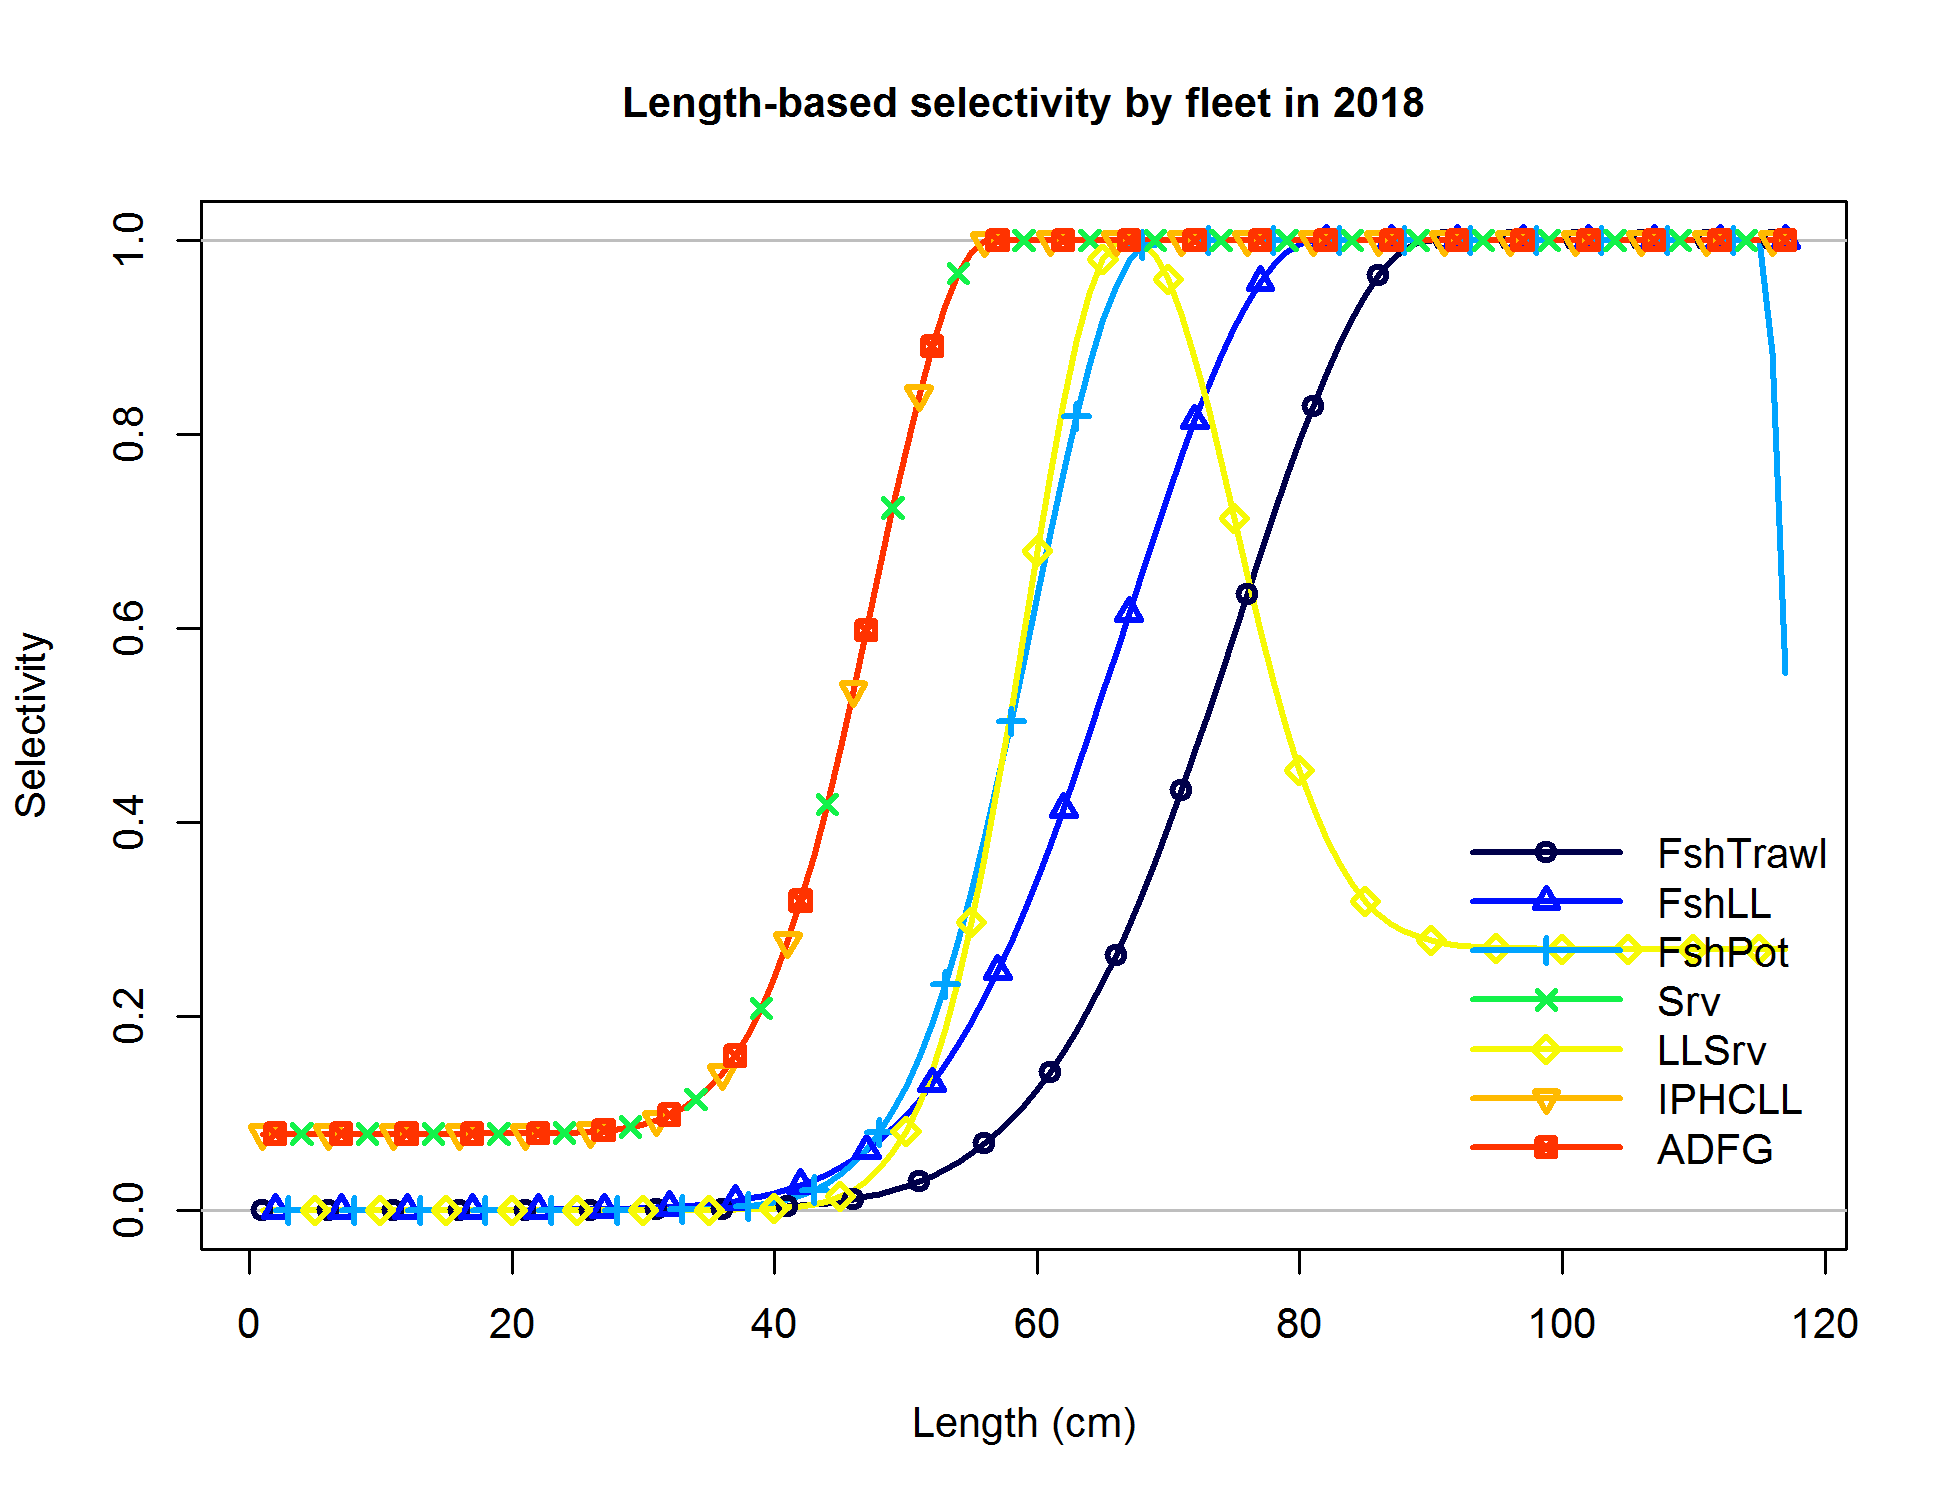 Length-based selectivity by fleet in 2018
Selectivity
1.0
0.8
0.6
0.4
0.2
0.0
FshTrawl
FshLL
FshPot
Srv
LLSrv
IPHCLL
ADFG
0 20 40 60 80 100 120
Length (cm)